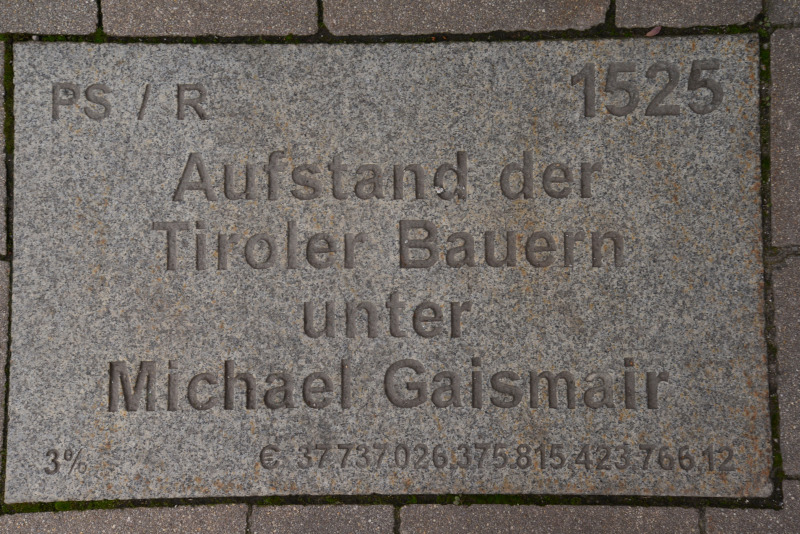 PS / R 1525
Aufstand der
Tiroler Bauern
unter
Michael Gaismair
3% € 37.737.026.375.815.423.766,12